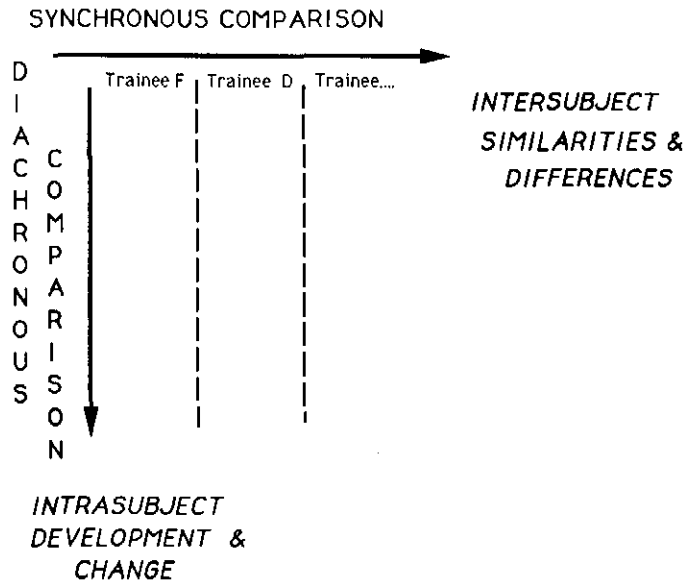 SYNCHRONOUS COMPARISON
Trainee F Trainee D Trainee....
DIACHRONOUS
COMPARISON
INTERSUBJECT
SIMILARITIES &
DIFFERENCES
INTRASUBJECT
DEVELOPMENT &
CHANGE